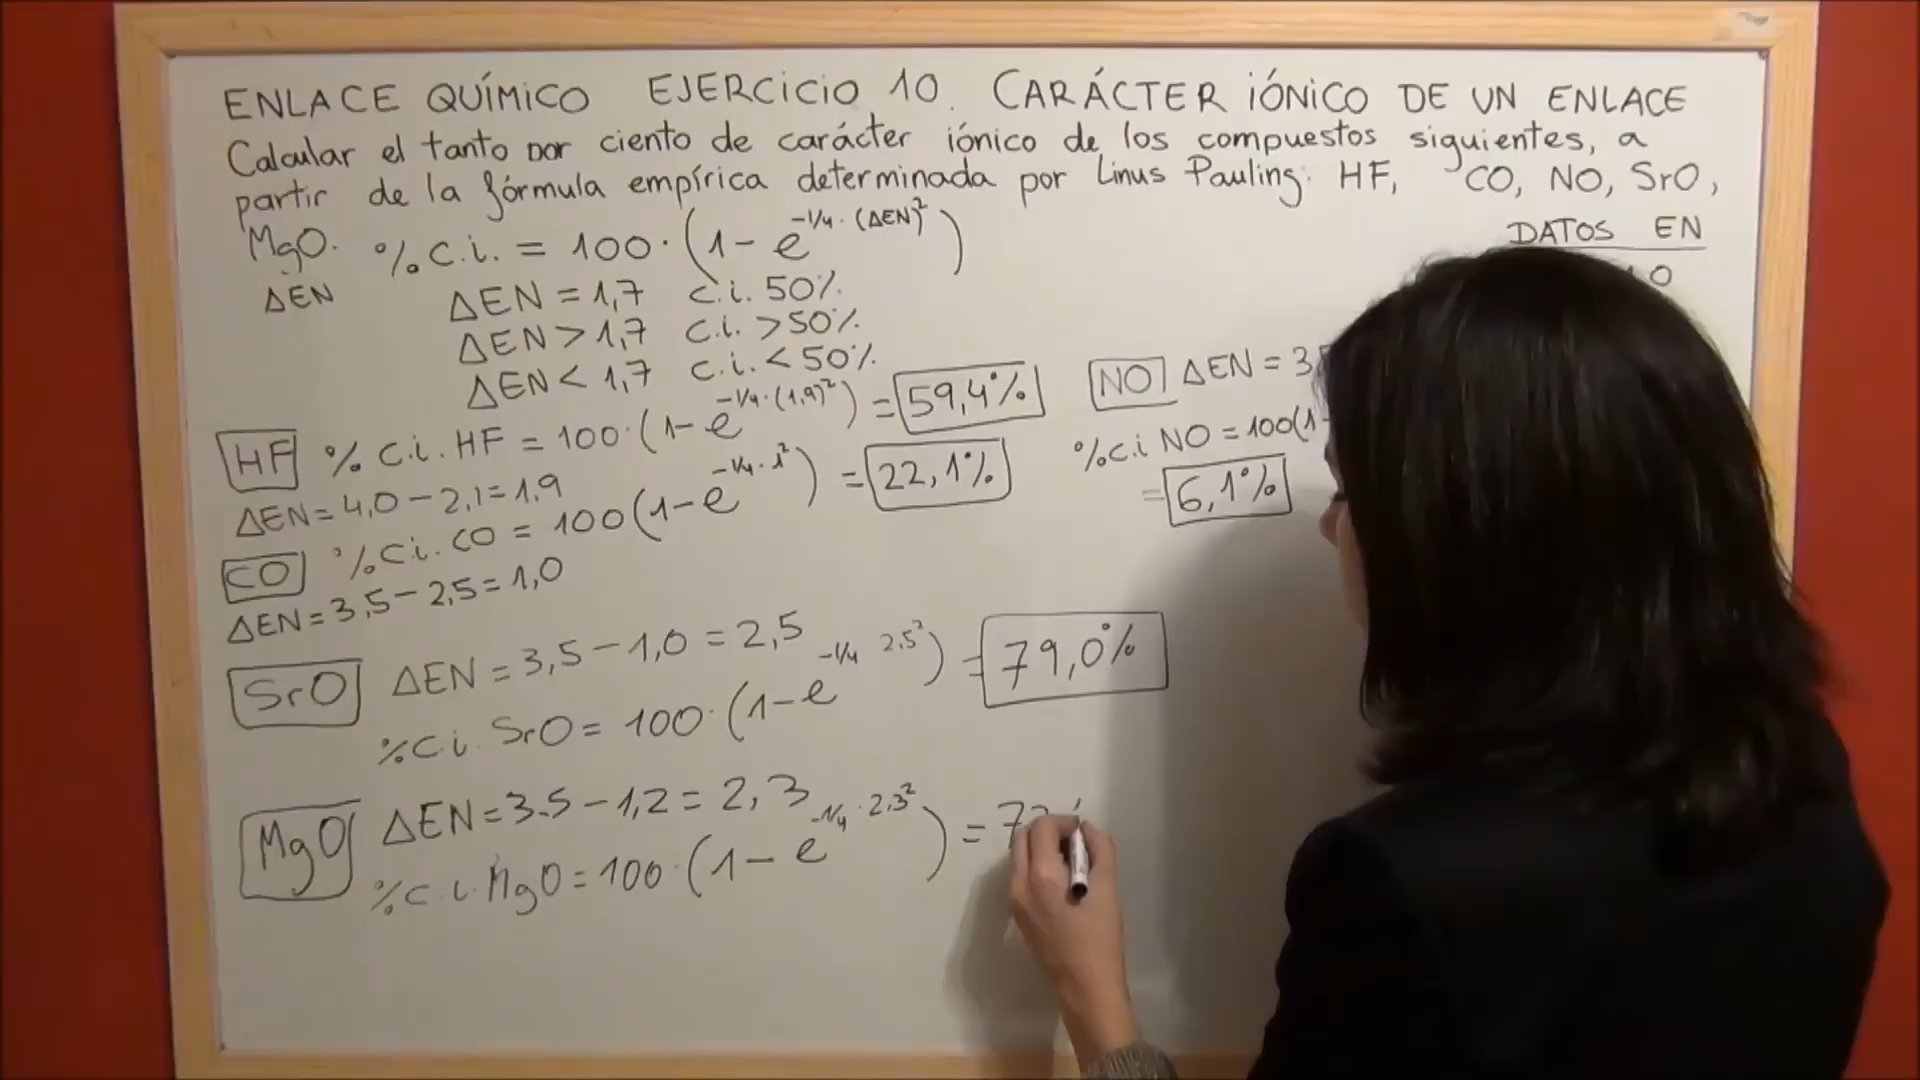 ENLACE QUÍMICO EJERCICIO 10. CARÁCTER IÓNICO DE UN ENLACE
Calcular el tanto por ciento de carácter iónico de los compuestos siguientes, a
partir de la fórmula empírica determinada por Linus Pauling: HF, CO, NO, SrO,
MgO. %c.i. = 100·(1-e^-1/4·(ΔEN)²)
DATOS EN
ΔEN
ΔEN = 1,7 c.i. 50%
ΔEN > 1,7 c.i. > 50%
ΔEN < 1,7 c.i. < 50%
HF % c.i. HF = 100·(1-e^-1/4·(1,9)²) = 59,4%
ΔEN = 4,0 - 2,1 = 1,9
CO % c.i. CO = 100(1-e^-1/4·1²) = 22,1%
ΔEN = 3,5 - 2,5 = 1,0
NO ΔEN = 3,
%c.i NO = 100(1-
= 6,1%
SrO ΔEN = 3,5 - 1,0 = 2,5
%c.i. SrO = 100·(1-e^-1/4 2,5²) = 79,0%
MgO ΔEN = 3.5 - 1,2 = 2,3
%c.i. MgO = 100·(1-e^-1/4·2,3²) = 7